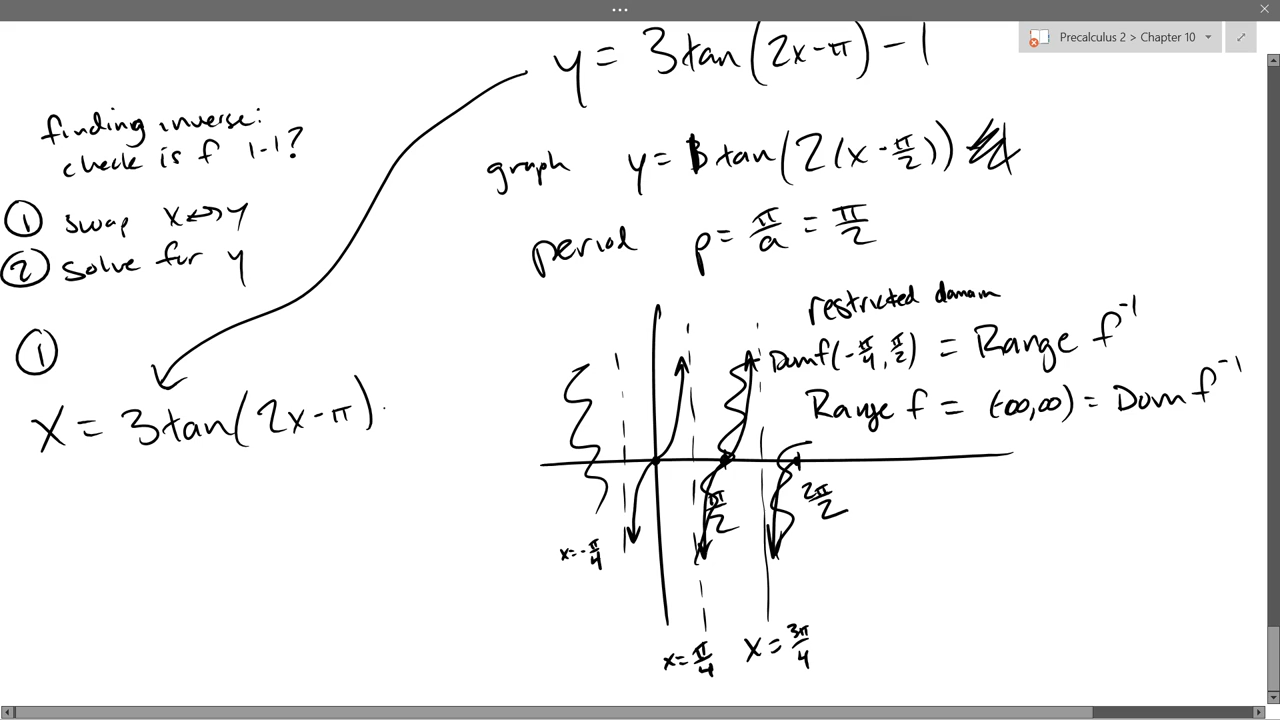 Precalculus 2 > Chapter 10
y = 3tan(2x-π) - 1
finding inverse:
check is f 1-1?
① swap x↔y
② solve for y
graph y = tan(2(x-π/2))
period p = π/a = π/2
restricted domain
Dom f (-π/4, π/2) = Range f⁻¹
Range f = (-∞,∞) = Dom f⁻¹
①
x = 3tan(2x-π)
π/2
2π/2
x=-π/4
x=π/4
x=3π/4